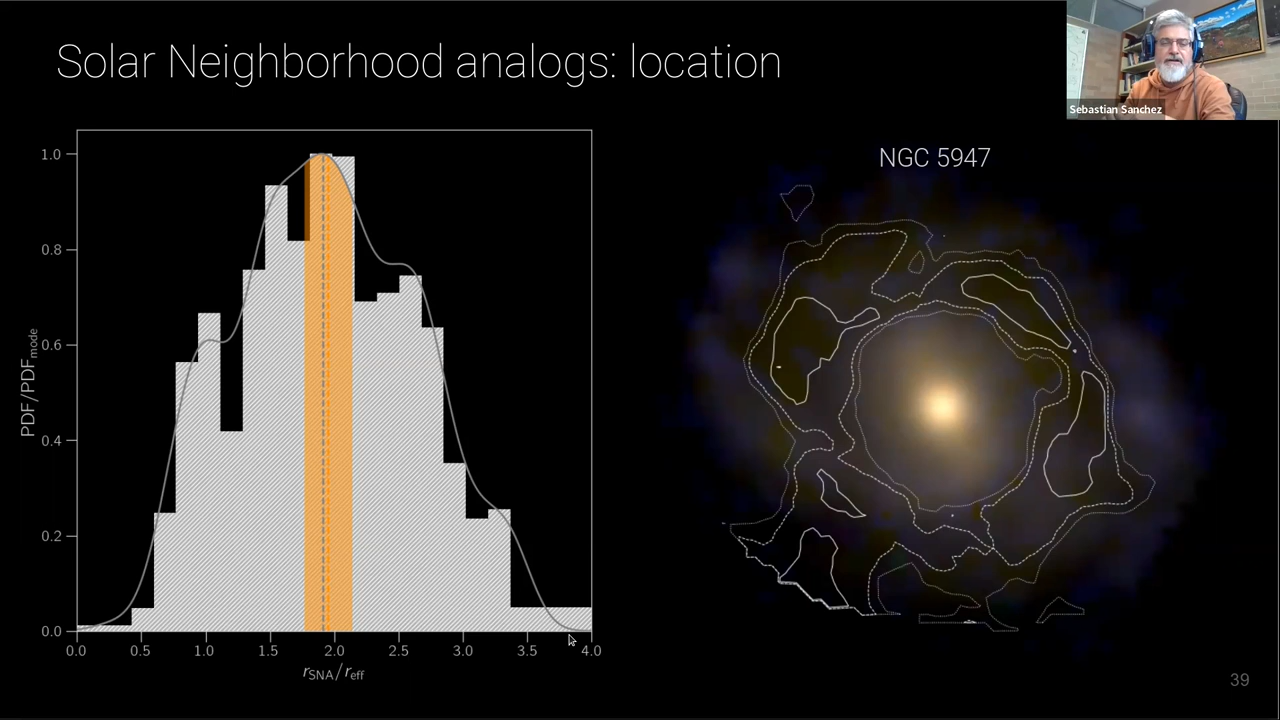 Solar Neighborhood analogs: location
Sebastian Sanchez
NGC 5947
1.0
0.8
0.6
0.4
0.2
0.0
PDF/PDFmode
0.0 0.5 1.0 1.5 2.0 2.5 3.0 3.5 4.0
rSNA/reff
39